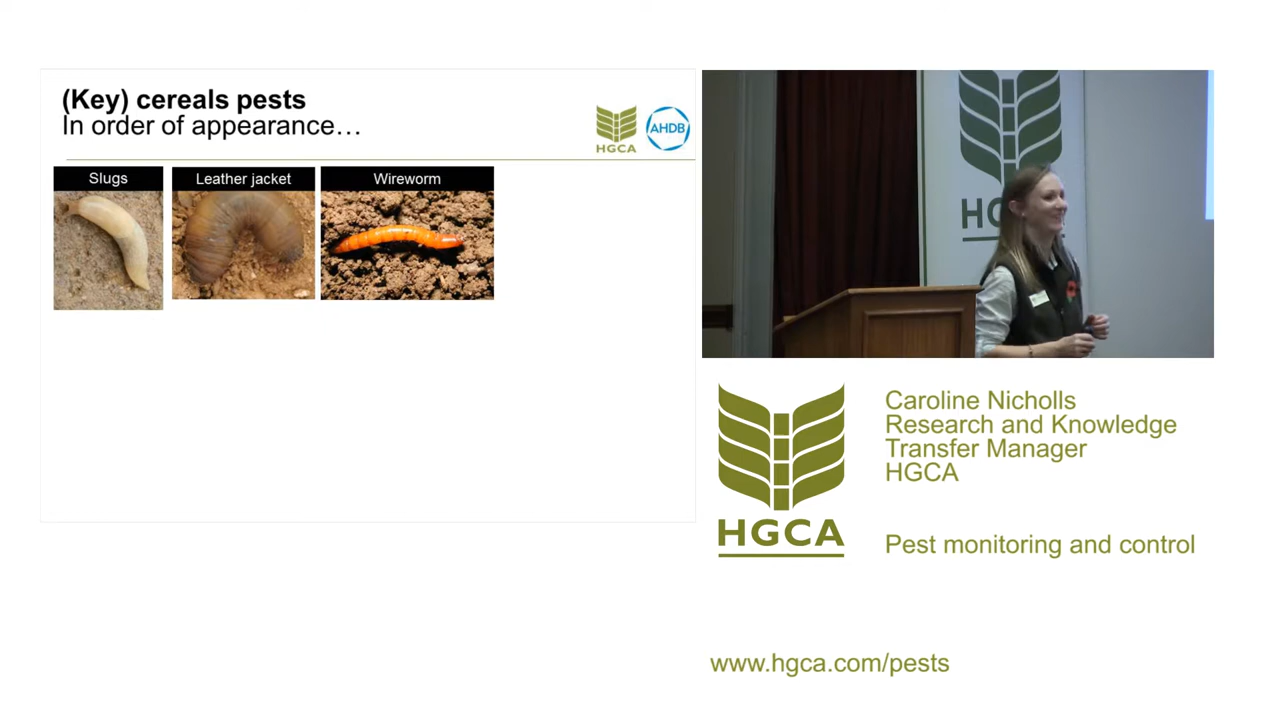 (Key) cereals pests
In order of appearance…
HGCA
AHDB
Slugs
Leather jacket
Wireworm
HG
HGCA
Caroline Nicholls
Research and Knowledge
Transfer Manager
HGCA
Pest monitoring and control
www.hgca.com/pests